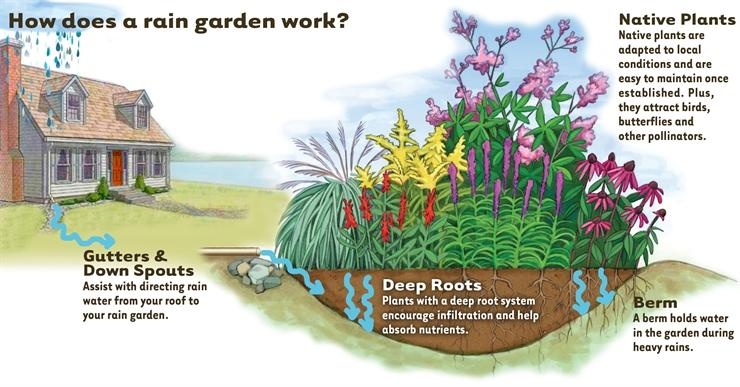 How does a rain garden work?
Native Plants
Native plants are
adapted to local
conditions and are
easy to maintain once
established. Plus,
they attract birds,
butterflies and
other pollinators.
Gutters &
Down Spouts
Assist with directing rain
water from your roof to
your rain garden.
Deep Roots
Plants with a deep root system
encourage infiltration and help
absorb nutrients.
Berm
A berm holds water
in the garden during
heavy rains.